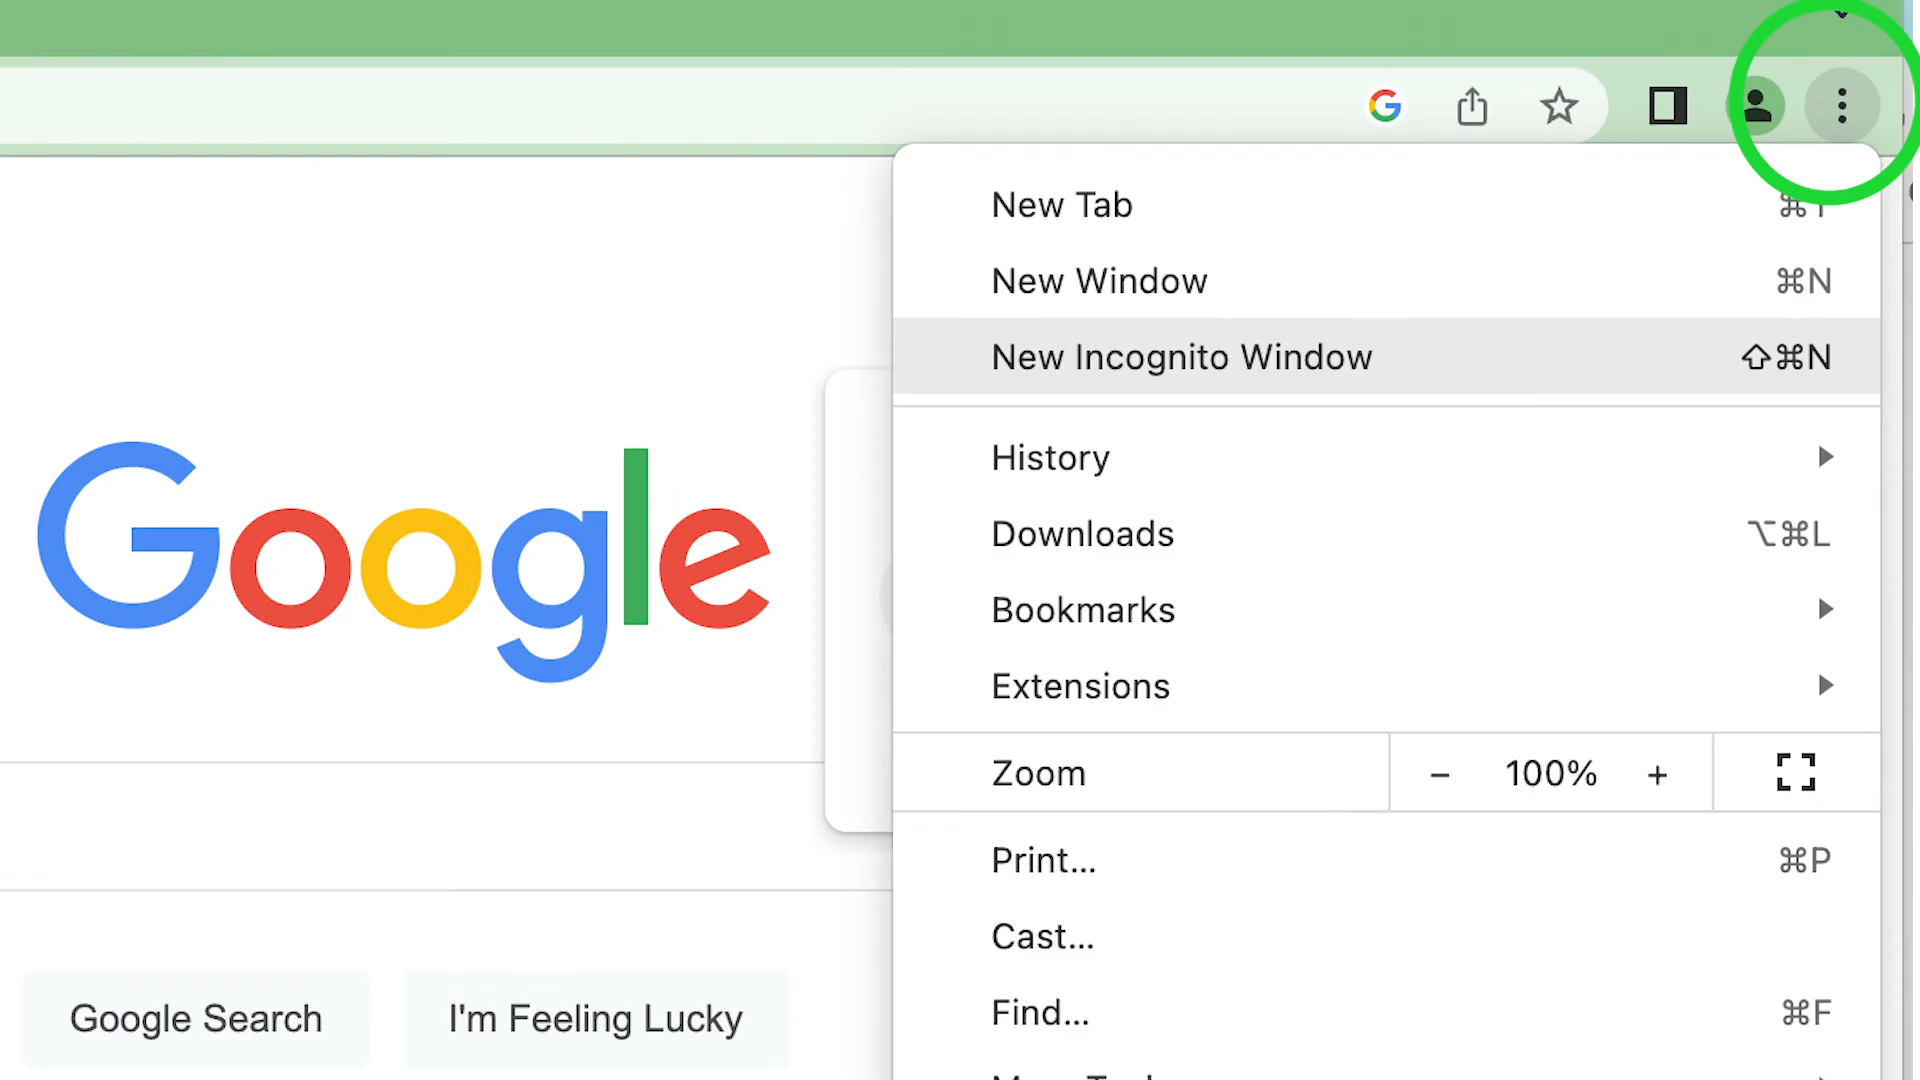 New Tab
New Window ⌘N
New Incognito Window ⇧⌘N
History
Downloads ⌥⌘L
Bookmarks
Extensions
Zoom − 100% +
Print... ⌘P
Cast...
Find... ⌘F
Google
Google Search I'm Feeling Lucky